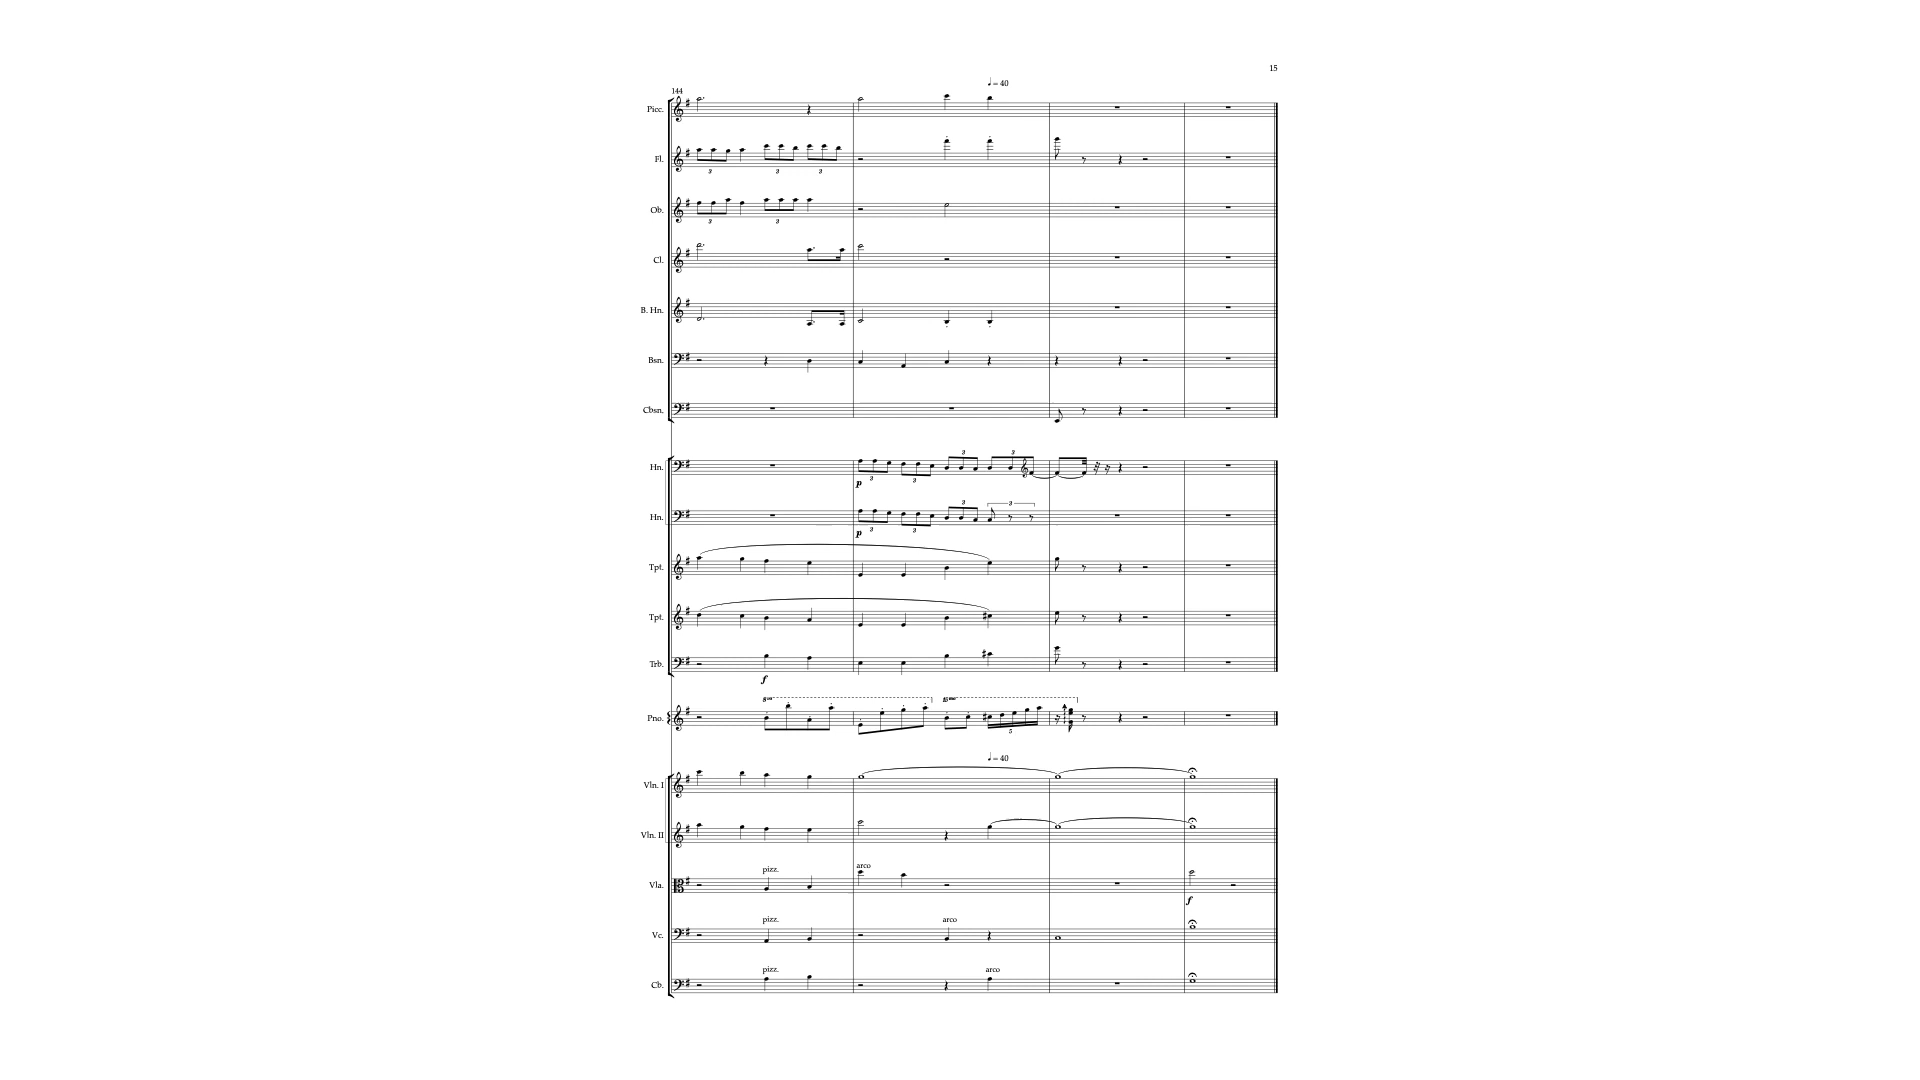 15
♩= 40
144
Picc.
Fl.
3 3 3
Ob.
3 3
Cl.
B. Hn.
Bsn.
Cbsn.
Hn.
3 3 3 3
p
Hn.
3 3 3 3
p
Tpt.
Tpt.
Trb.
f
8va 15ma
Pno.
5
♩= 40
Vln. I
Vln. II
pizz. arco
Vla.
f
pizz. arco
Vc.
pizz. arco
Cb.